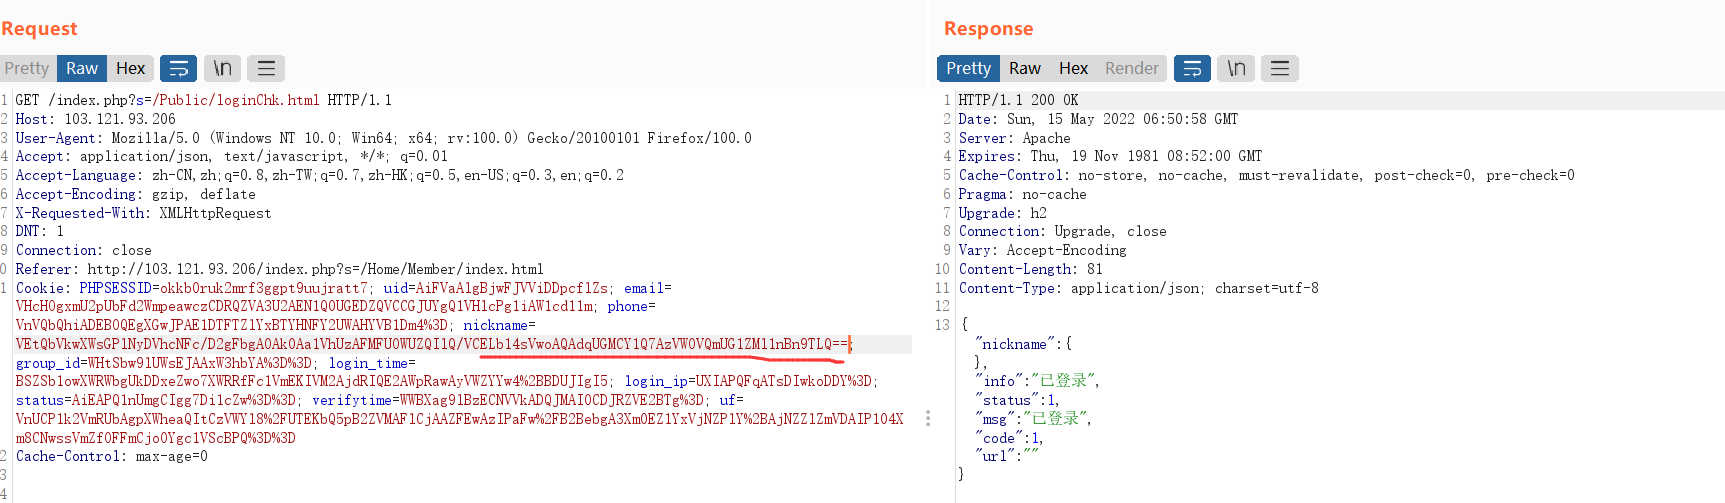 Request
Pretty Raw Hex \n
1 GET /index.php?s=/Public/loginChk.html HTTP/1.1
2 Host: 103.121.93.206
3 User-Agent: Mozilla/5.0 (Windows NT 10.0; Win64; x64; rv:100.0) Gecko/20100101 Firefox/100.0
4 Accept: application/json, text/javascript, */*; q=0.01
5 Accept-Language: zh-CN,zh;q=0.8,zh-TW;q=0.7,zh-HK;q=0.5,en-US;q=0.3,en;q=0.2
6 Accept-Encoding: gzip, deflate
7 X-Requested-With: XMLHttpRequest
8 DNT: 1
9 Connection: close
0 Referer: http://103.121.93.206/index.php?s=/Home/Member/index.html
1 Cookie: PHPSESSID=okkb0ruk2mrf3ggpt9uujratt7; uid=AiFVaAlgBjwFJVViDDpcflZs; email=
VHcH0gxmU2pUbFd2WmpeawczCDRQZVA3U2AEN1Q0UGEDZQVCCGJUYgQ1VHlcPgliAW1cdllm; phone=
VnVQbQhiADEBOQEgXGwJPAE1DTFTZlYxBTYHNFY2UWAHYVB1Dm4%3D; nickname=
VEtQbVkwXWsGPlNyDVhcNFc/D2gFbgA0Ak0Aa1VhUzAFMFU0WUZQI1Q/VCELb14sVwoAQAdqUGMCY1Q7AzVWOVQmUG1ZM11nBn9TLQ==;
group_id=WHtSbw9lUWsEJAAxW3hbYA%3D%3D; login_time=
BSZSb1owXWRWbgUkDDxeZwo7XWRRfFc1VmEKIVM2AjdRIQE2AWpRawAyVWZYYw4%2BBDUJIgI5; login_ip=UXIAPQFqATsDIwkoDDY%3D;
status=AiEAPQ1nUmgCIgg7Di1cZw%3D%3D; verifytime=WWBXag91BzECNVVkADQJMAI0CDJRZVE2BTg%3D; uf=
VnUCP1k2VmRUbAgpXWheaQItCzVWYl8%2FUTEKbQ5pB2ZVMAFlCjAAZFEwAzIPaFw%2FB2BebgA3Xm0EZ1YxVjNZP1Y%2BAjNZZlZmVDAIP104X
m8CNwssVmZf0FFmCjo0Ygc1VScBPQ%3D%3D
2 Cache-Control: max-age=0
3
4
Response
Pretty Raw Hex Render \n
1 HTTP/1.1 200 OK
2 Date: Sun, 15 May 2022 06:50:58 GMT
3 Server: Apache
4 Expires: Thu, 19 Nov 1981 08:52:00 GMT
5 Cache-Control: no-store, no-cache, must-revalidate, post-check=0, pre-check=0
6 Pragma: no-cache
7 Upgrade: h2
8 Connection: Upgrade, close
9 Vary: Accept-Encoding
10 Content-Length: 81
11 Content-Type: application/json; charset=utf-8
12
13 {
"nickname":{
},
"info":"已登录",
"status":1,
"msg":"已登录",
"code":1,
"url":""
}